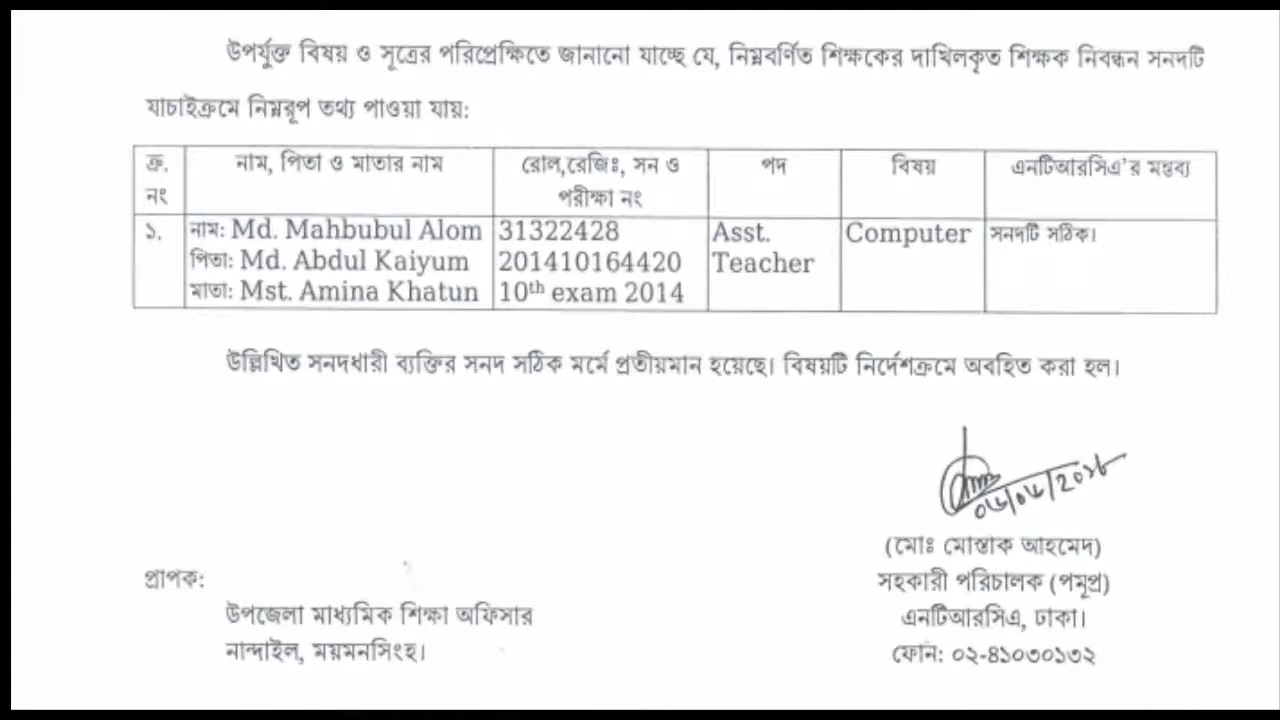 উপর্যুক্ত বিষয় ও সূত্রের পরিপ্রেক্ষিতে জানানো যাচ্ছে যে, নিম্নবর্ণিত শিক্ষকের দাখিলকৃত শিক্ষক নিবন্ধন সনদটি
যাচাইক্রমে নিম্নরূপ তথ্য পাওয়া যায়:
ক্র. নং
নাম, পিতা ও মাতার নাম
রোল,রেজিঃ, সন ও
পরীক্ষা নং
পদ
বিষয়
এনটিআরসিএ'র মন্তব্য
১.
নাম: Md. Mahbubul Alom
পিতা: Md. Abdul Kaiyum
মাতা: Mst. Amina Khatun
31322428
201410164420
10th exam 2014
Asst.
Teacher
Computer
সনদটি সঠিক।
উল্লিখিত সনদধারী ব্যক্তির সনদ সঠিক মর্মে প্রতীয়মান হয়েছে। বিষয়টি নির্দেশক্রমে অবহিত করা হল।
(মোঃ মোস্তাক আহমেদ)
সহকারী পরিচালক (পমূপ্র)
এনটিআরসিএ, ঢাকা।
ফোন: ০২-৪১০৩০১৩২
প্রাপক:
উপজেলা মাধ্যমিক শিক্ষা অফিসার
নান্দাইল, ময়মনসিংহ।